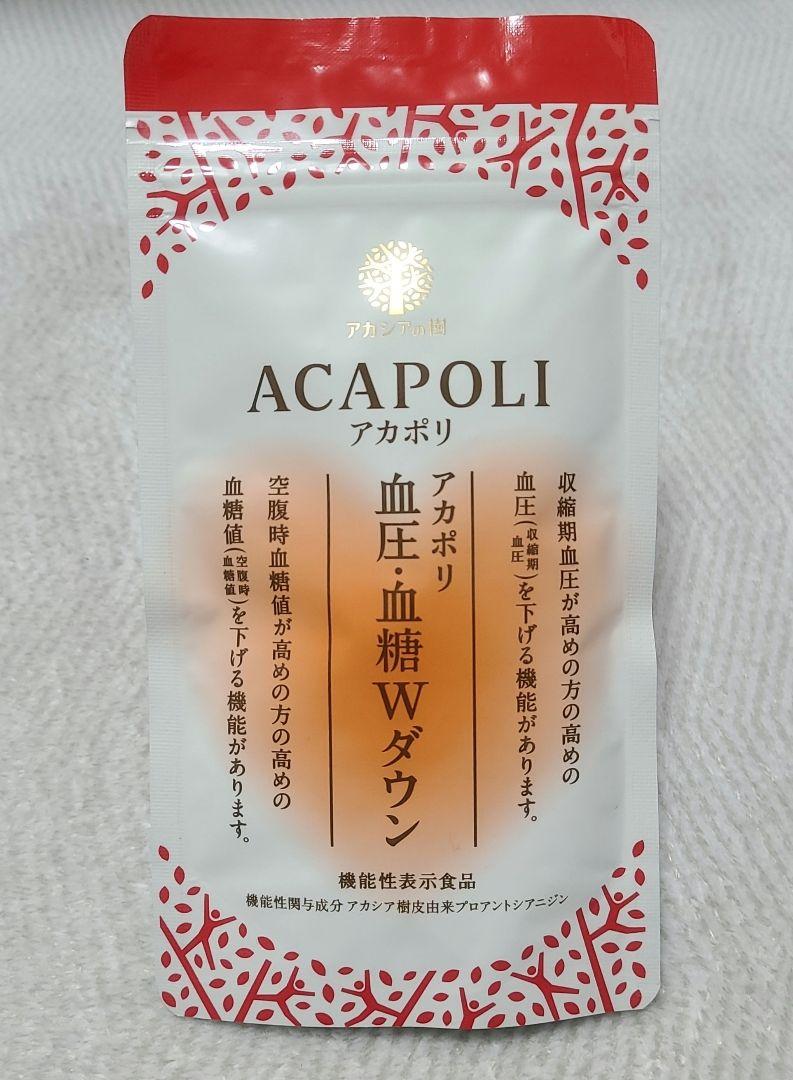 アカシアの樹
ACAPOLI
アカポリ
収縮期血圧が高めの方の高めの
血圧(収縮期血圧)を下げる機能があります。
アカポリ
血圧・血糖Wダウン
空腹時血糖値が高めの方の高めの
血糖値(空腹時血糖値)を下げる機能があります。
機能性表示食品
機能性関与成分 アカシア樹皮由来プロアントシアニジン